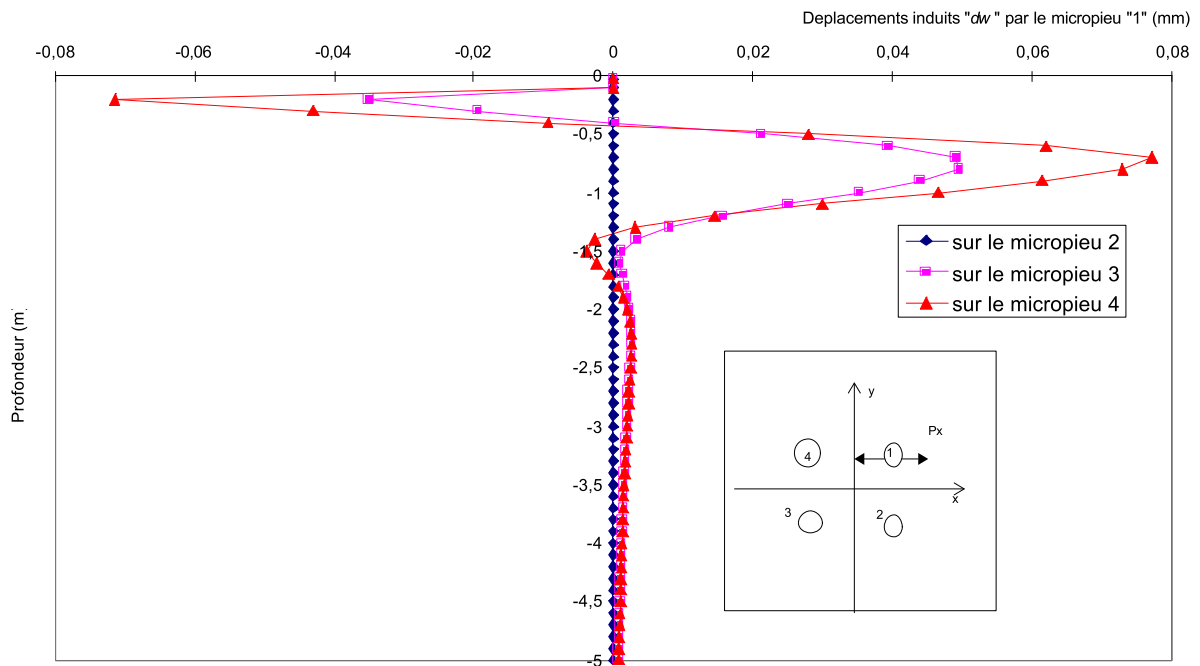 Deplacements induits "dw " par le micropieu "1" (mm)
-0,08 -0,06 -0,04 -0,02 0 0,02 0,04 0,06 0,08
0
-0,5
-1
-1,5
-2
-2,5
-3
-3,5
-4
-4,5
-5
Profondeur (m
sur le micropieu 2
sur le micropieu 3
sur le micropieu 4
y
Px
4
1
x
3
2